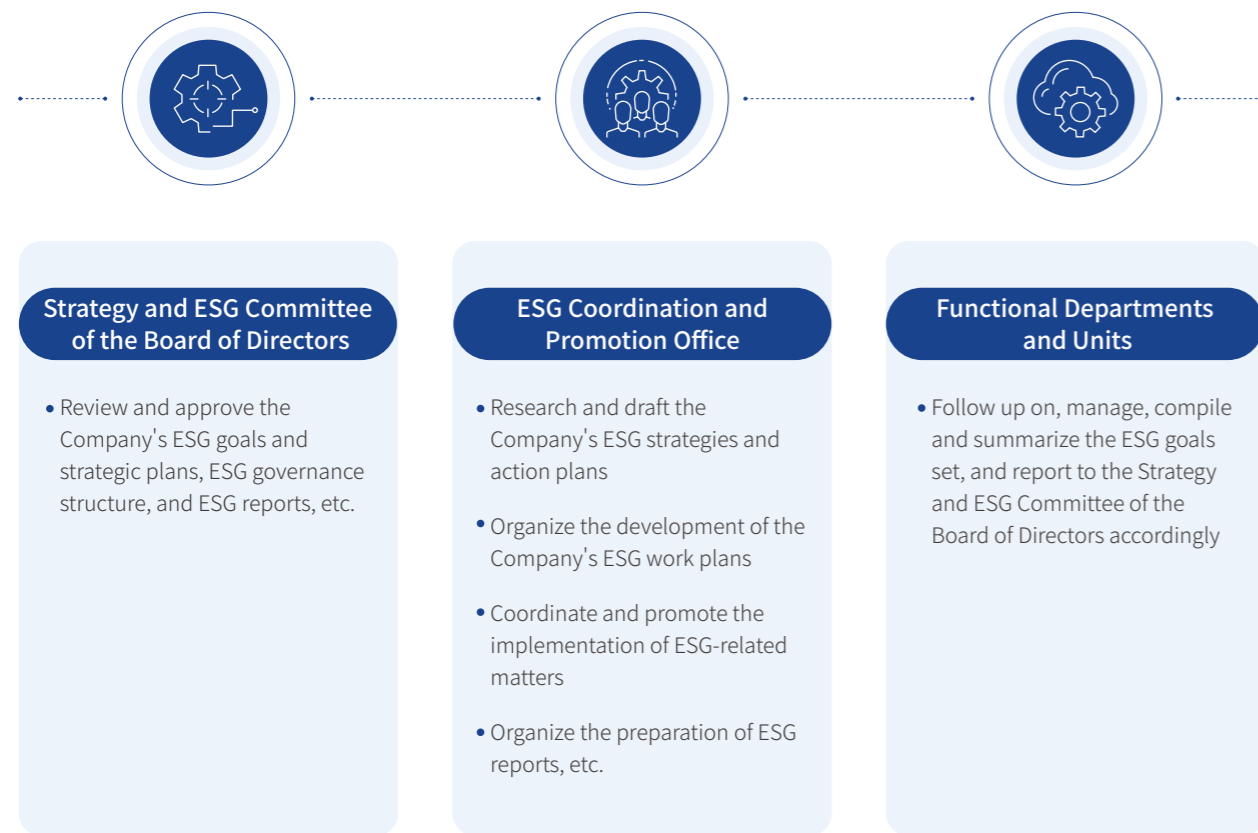 Strategy and ESG Committee
of the Board of Directors
• Review and approve the
Company's ESG goals and
strategic plans, ESG governance
structure, and ESG reports, etc.
ESG Coordination and
Promotion Office
• Research and draft the
Company's ESG strategies and
action plans
• Organize the development of the
Company's ESG work plans
• Coordinate and promote the
implementation of ESG-related
matters
• Organize the preparation of ESG
reports, etc.
Functional Departments
and Units
• Follow up on, manage, compile
and summarize the ESG goals
set, and report to the Strategy
and ESG Committee of the
Board of Directors accordingly